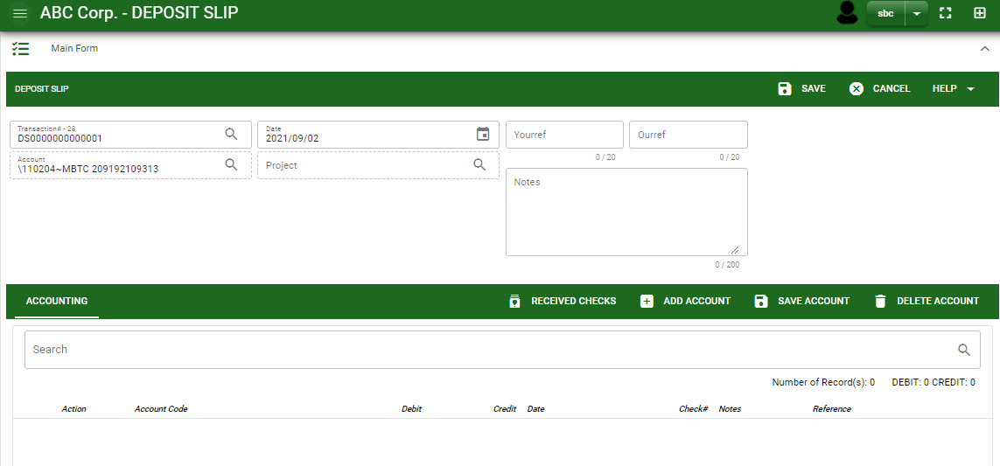 ABC Corp. - DEPOSIT SLIP
sbc
Main Form
DEPOSIT SLIP
SAVE
CANCEL
HELP
Transaction# - 28
DS0000000000001
Date
2021/09/02
Yourref
0 / 20
Ourref
0 / 20
Account
\110204~MBTC 209192109313
Project
Notes
0 / 200
ACCOUNTING
RECEIVED CHECKS
ADD ACCOUNT
SAVE ACCOUNT
DELETE ACCOUNT
Search
Number of Record(s): 0 DEBIT: 0 CREDIT: 0
Action Account Code Debit Credit Date Check# Notes Reference